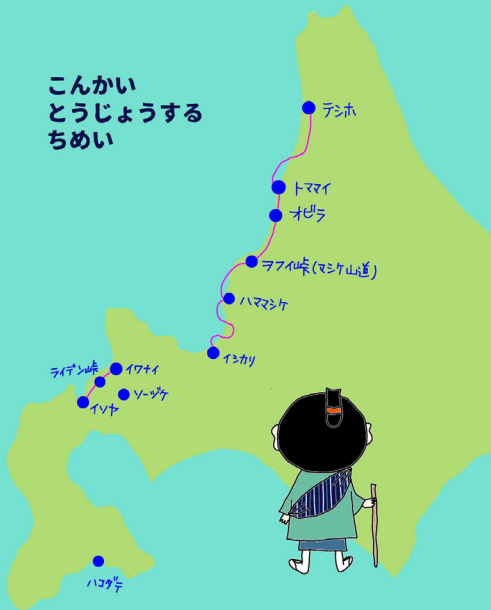 こんかい
とうじょうする
ちめい
テシホ
トママイ
オビラ
ヲフイ峠(マシケ山道)
ハママシケ
イシカリ
ライデン峠
イワナイ
ソーヅケ
イソヤ
ハコダテ